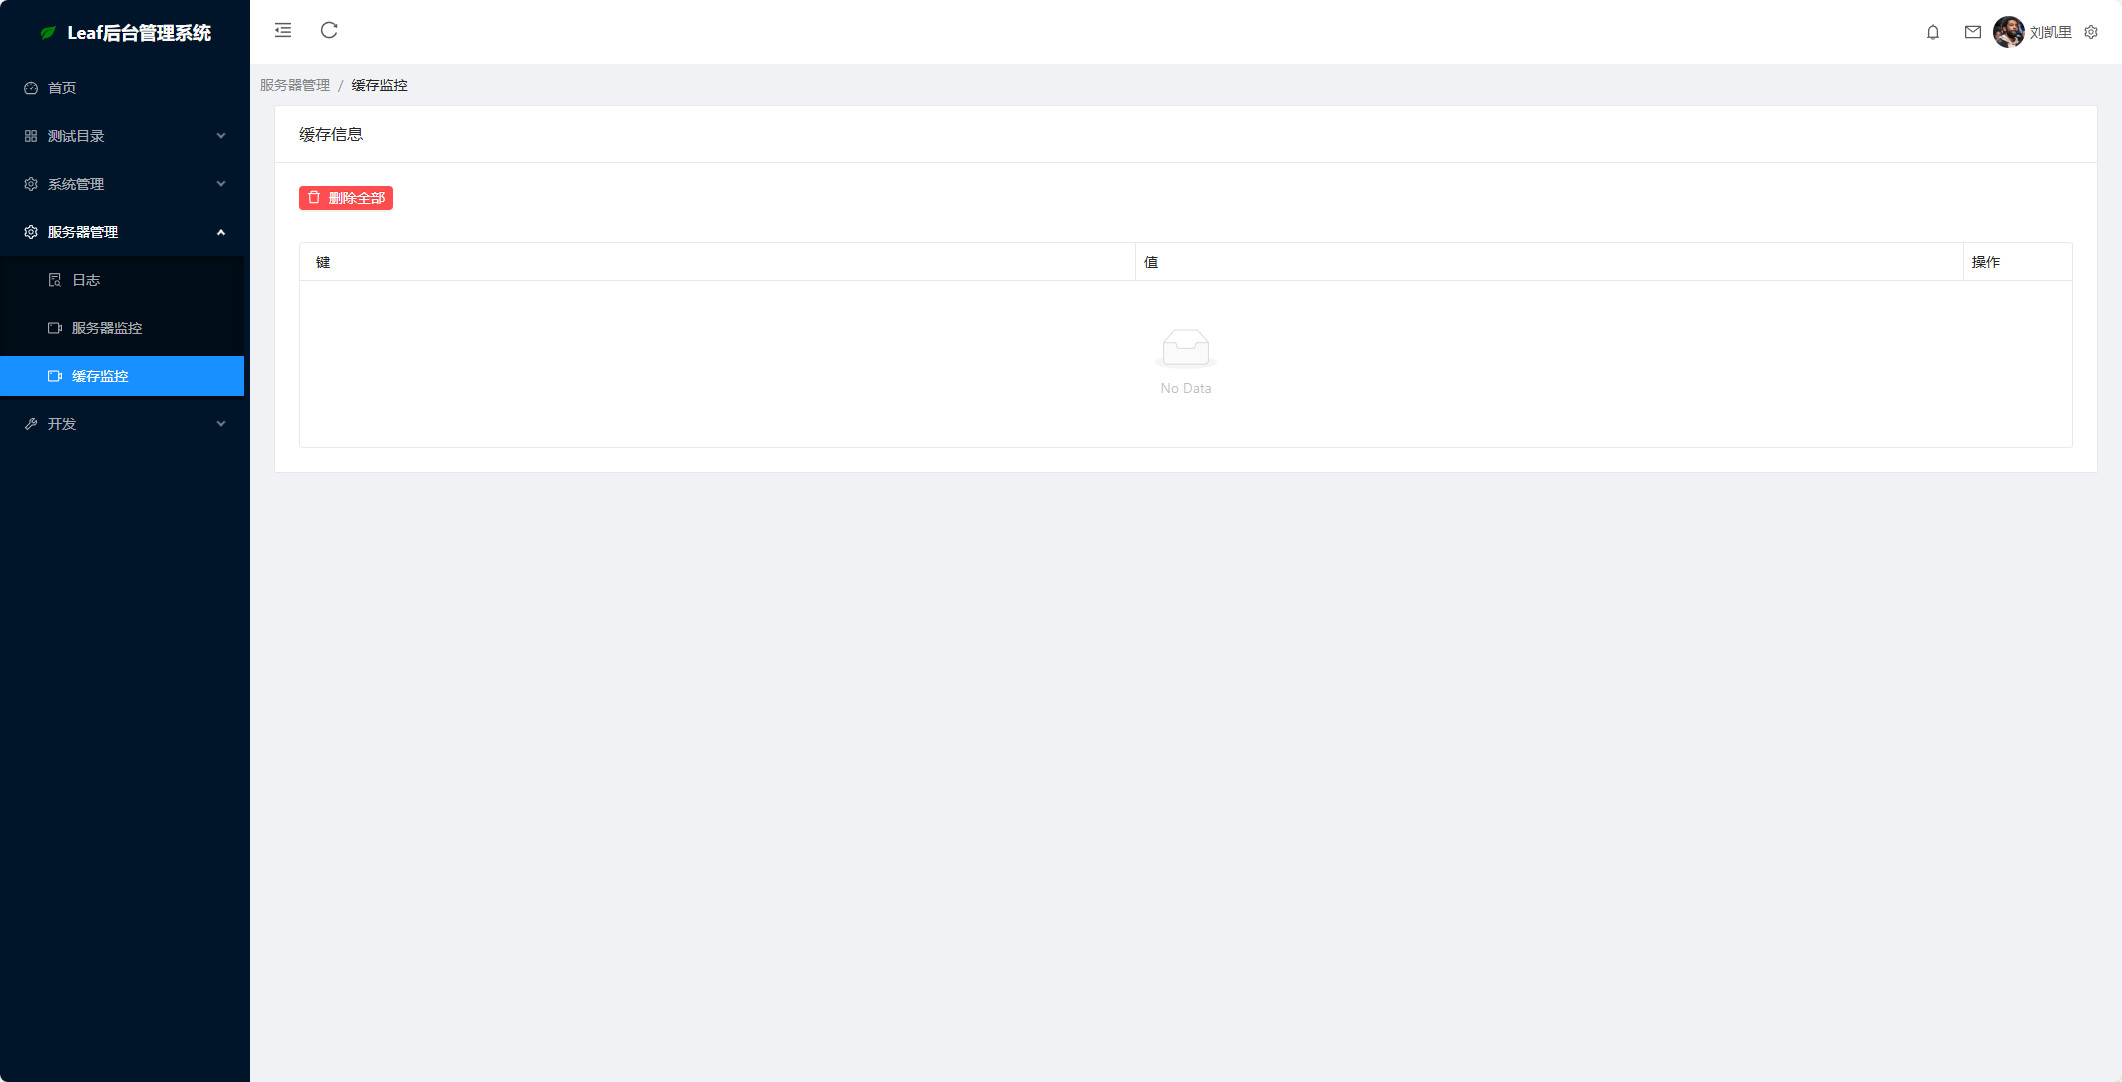 Leaf后台管理系统
首页
测试目录
系统管理
服务器管理
日志
服务器监控
缓存监控
开发
刘凯里
服务器管理 / 缓存监控
缓存信息
删除全部
键 值 操作
No Data